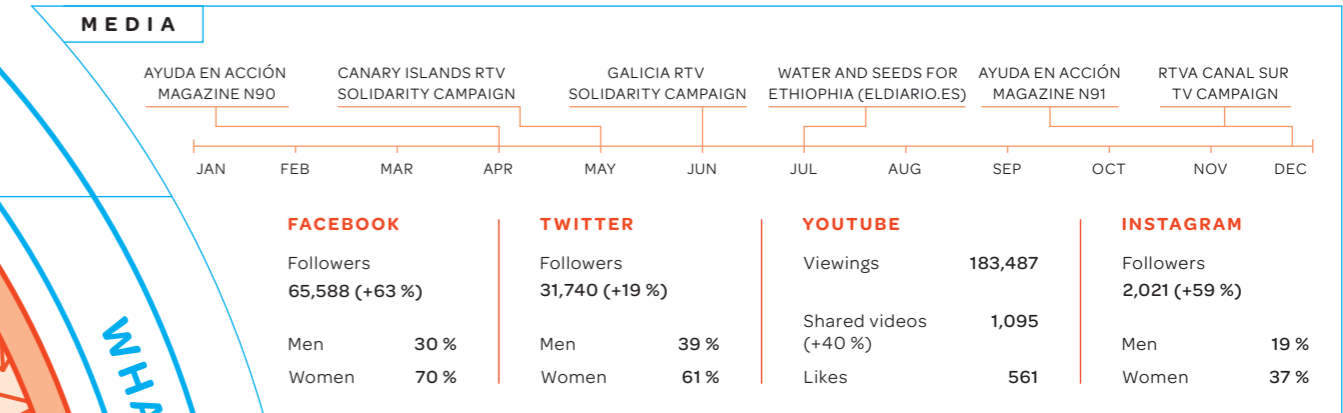 MEDIA
AYUDA EN ACCIÓN
MAGAZINE N90
CANARY ISLANDS RTV
SOLIDARITY CAMPAIGN
GALICIA RTV
SOLIDARITY CAMPAIGN
WATER AND SEEDS FOR
ETHIOPHIA (ELDIARIO.ES)
AYUDA EN ACCIÓN
MAGAZINE N91
RTVA CANAL SUR
TV CAMPAIGN
JAN FEB MAR APR MAY JUN JUL AUG SEP OCT NOV DEC
FACEBOOK
Followers
65,588 (+63 %)
Men 30 %
Women 70 %
TWITTER
Followers
31,740 (+19 %)
Men 39 %
Women 61 %
YOUTUBE
Viewings 183,487
Shared videos 1,095
(+40 %)
Likes 561
INSTAGRAM
Followers
2,021 (+59 %)
Men 19 %
Women 37 %